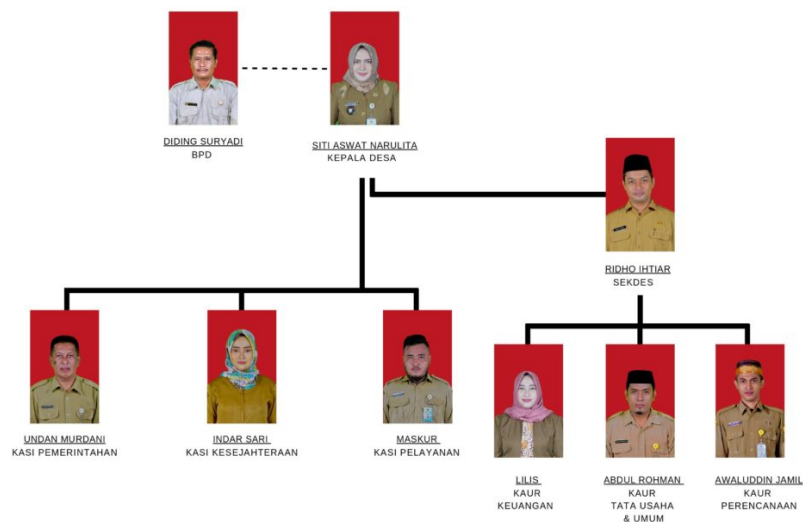 DIDING SURYADI
BPD
SITI ASWAT NARULITA
KEPALA DESA
RIDHO IHTIAR
SEKDES
UNDAN MURDANI
KASI PEMERINTAHAN
INDAR SARI
KASI KESEJAHTERAAN
MASKUR
KASI PELAYANAN
LILIS
KAUR
KEUANGAN
ABDUL ROHMAN
KAUR
TATA USAHA
& UMUM
AWALUDDIN JAMIL
KAUR
PERENCANAAN